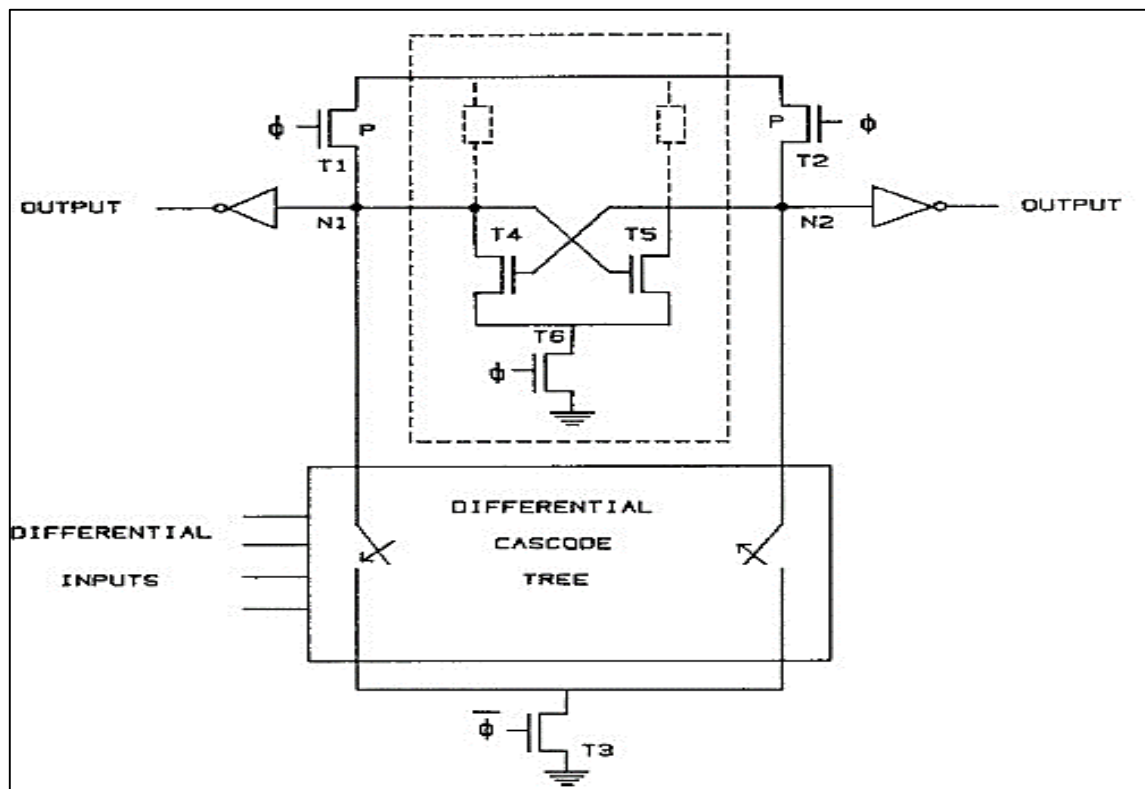 ϕ P P ϕ
T1 T2
OUTPUT N1 T4 T5 N2 OUTPUT
T6
ϕ
DIFFERENTIAL
CASCODE
TREE
DIFFERENTIAL
INPUTS
ϕ̅
T3